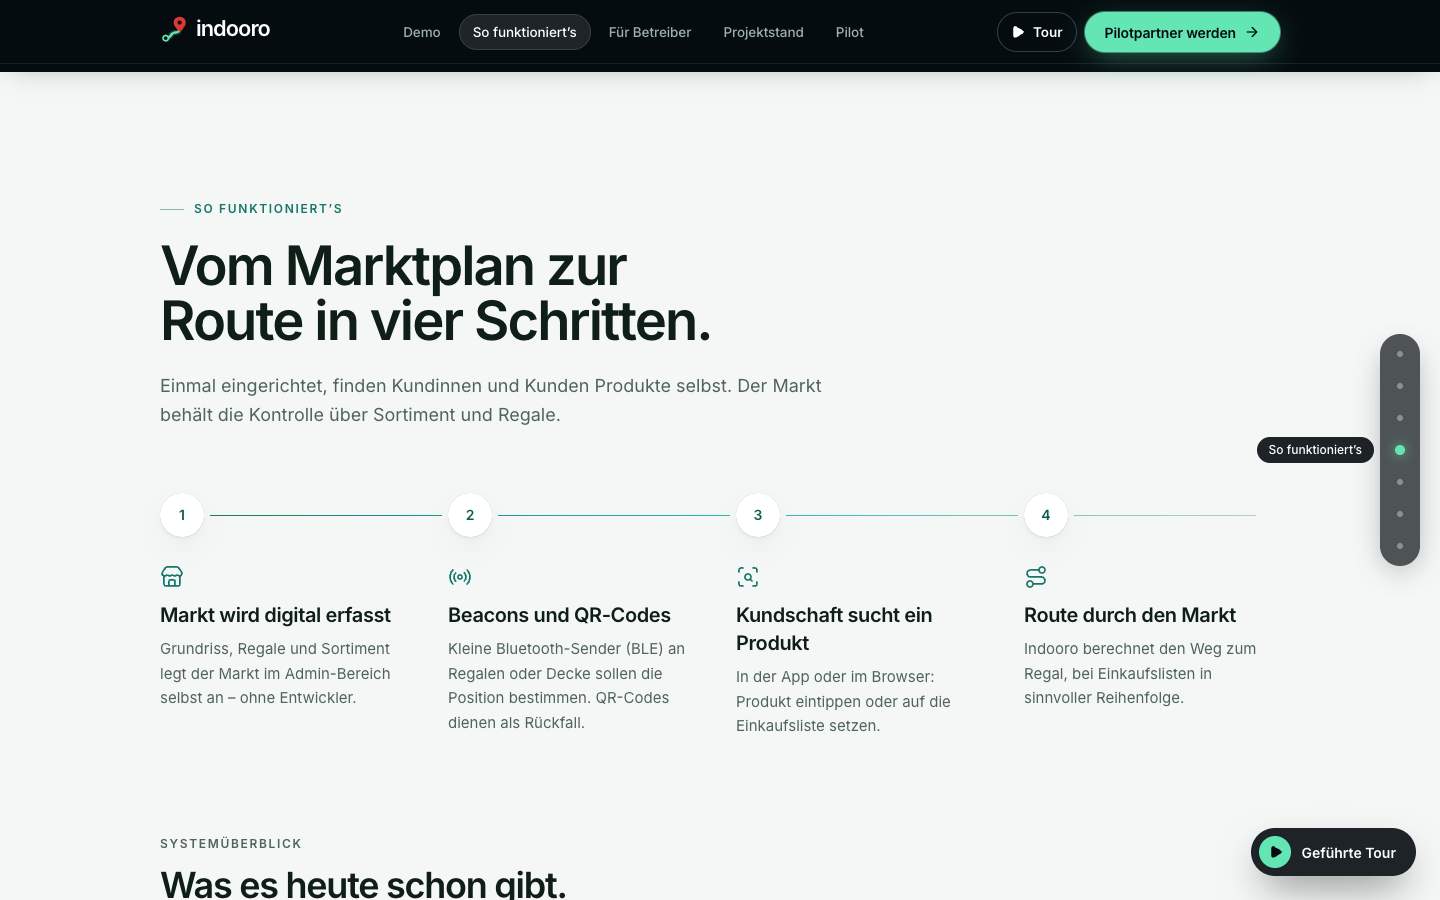 indooro
Demo
So funktioniert’s
Für Betreiber
Projektstand
Pilot
Tour
Pilotpartner werden
SO FUNKTIONIERT’S
Vom Marktplan zur
Route in vier Schritten.
Einmal eingerichtet, finden Kundinnen und Kunden Produkte selbst. Der Markt
behält die Kontrolle über Sortiment und Regale.
So funktioniert’s
1
2
3
4
Markt wird digital erfasst
Grundriss, Regale und Sortiment
legt der Markt im Admin-Bereich
selbst an – ohne Entwickler.
Beacons und QR-Codes
Kleine Bluetooth-Sender (BLE) an
Regalen oder Decke sollen die
Position bestimmen. QR-Codes
dienen als Rückfall.
Kundschaft sucht ein
Produkt
In der App oder im Browser:
Produkt eintippen oder auf die
Einkaufsliste setzen.
Route durch den Markt
Indooro berechnet den Weg zum
Regal, bei Einkaufslisten in
sinnvoller Reihenfolge.
SYSTEMÜBERBLICK
Was es heute schon gibt.
Geführte Tour